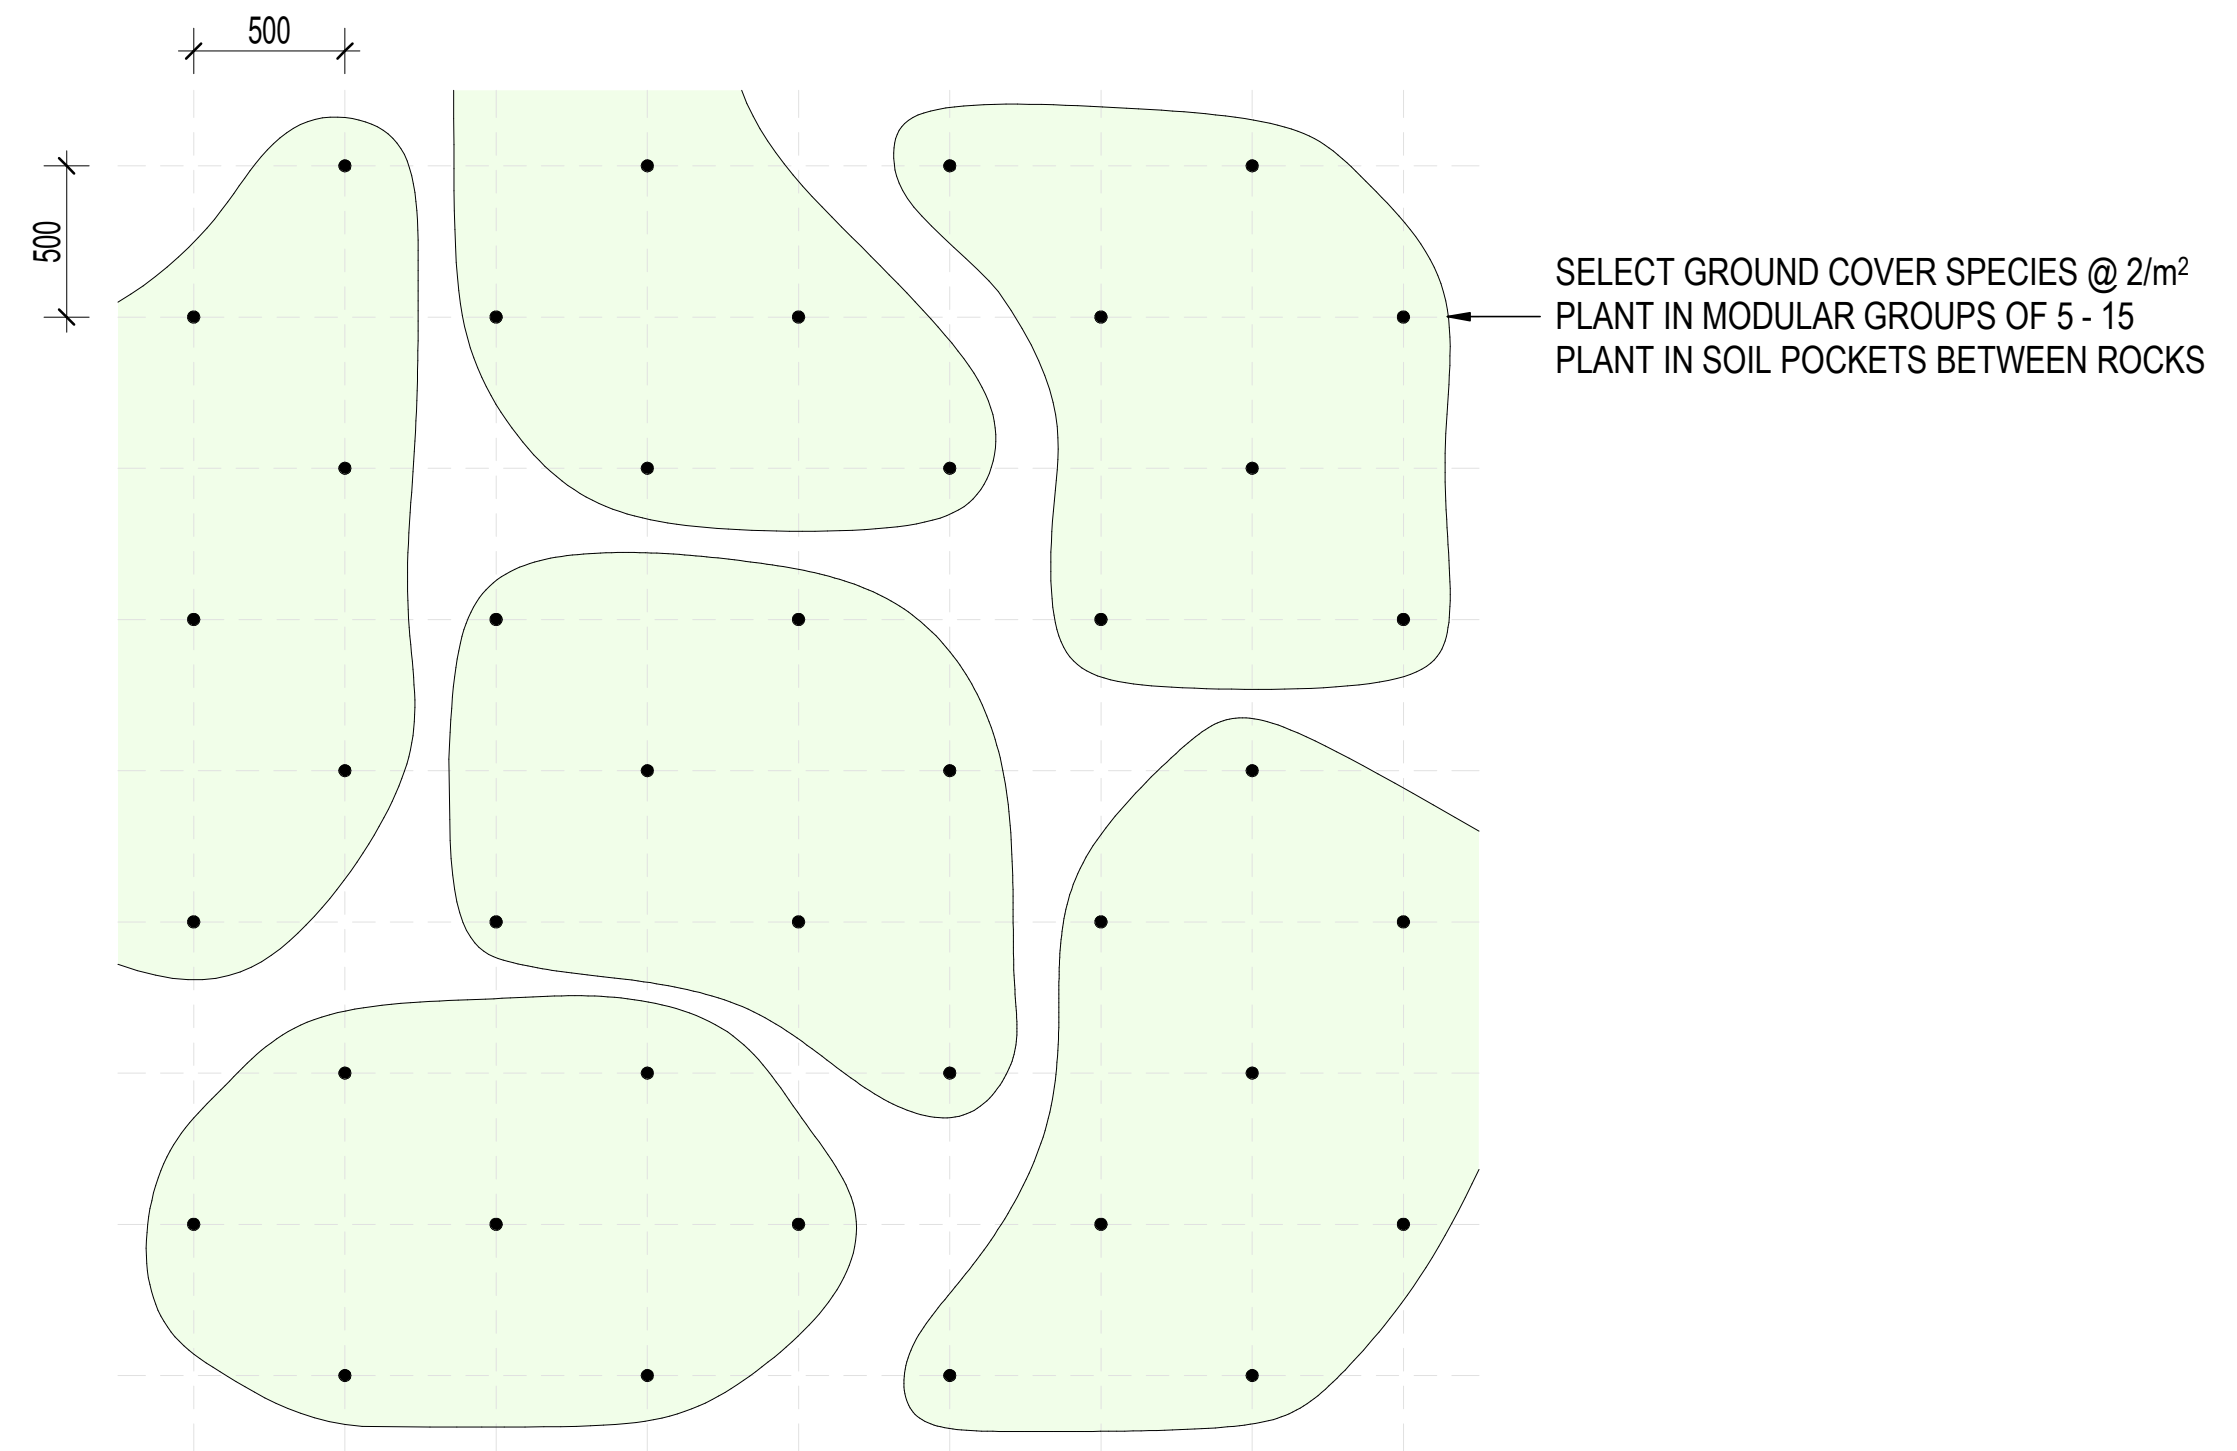 500
500
SELECT GROUND COVER SPECIES @ 2/m²
PLANT IN MODULAR GROUPS OF 5 - 15
PLANT IN SOIL POCKETS BETWEEN ROCKS